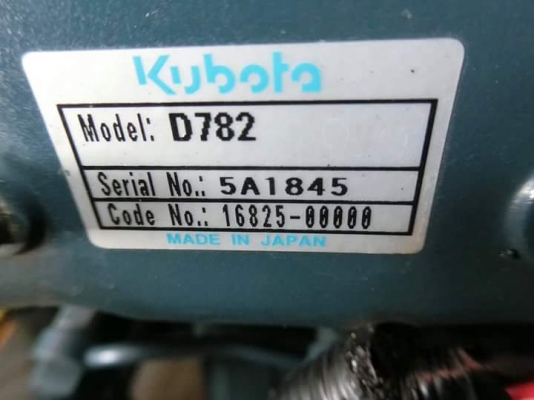 Kubota
Model: D782
Serial No.: 5A1845
Code No.: 16825-00000
MADE IN JAPAN